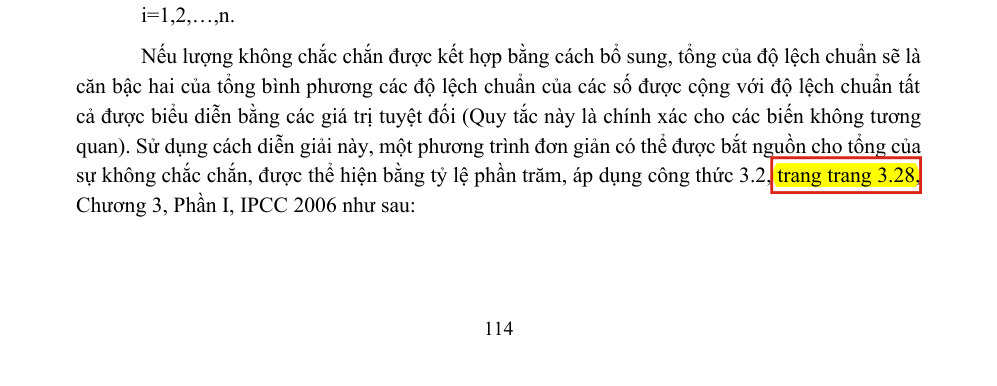 i=1,2,…,n.
Nếu lượng không chắc chắn được kết hợp bằng cách bổ sung, tổng của độ lệch chuẩn sẽ là
căn bậc hai của tổng bình phương các độ lệch chuẩn của các số được cộng với độ lệch chuẩn tất
cả được biểu diễn bằng các giá trị tuyệt đối (Quy tắc này là chính xác cho các biến không tương
quan). Sử dụng cách diễn giải này, một phương trình đơn giản có thể được bắt nguồn cho tổng của
sự không chắc chắn, được thể hiện bằng tỷ lệ phần trăm, áp dụng công thức 3.2, trang trang 3.28,
Chương 3, Phần I, IPCC 2006 như sau:
114